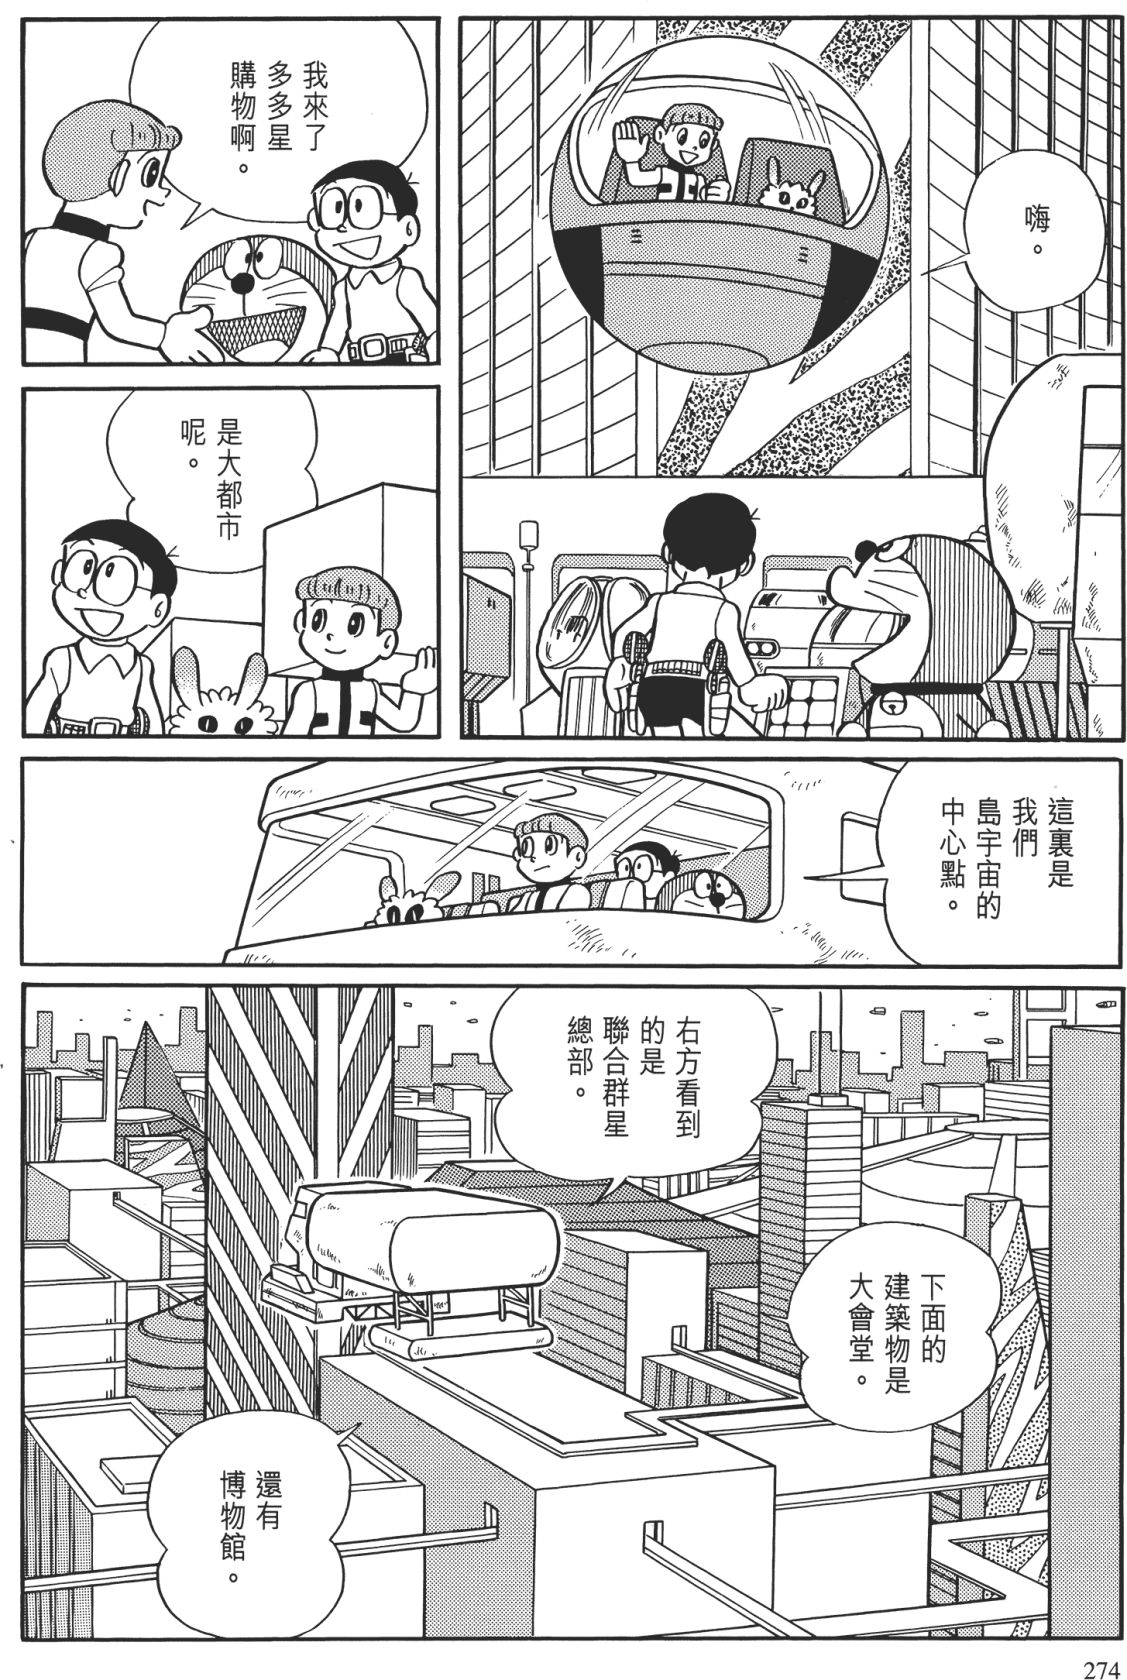 嗨。
我來了
多多星
購物啊。
是大都市
呢。
這裏是
我們
島宇宙的
中心點。
右方看到
的是
聯合群星
總部。
下面的
建築物是
大會堂。
還有
博物館。
274